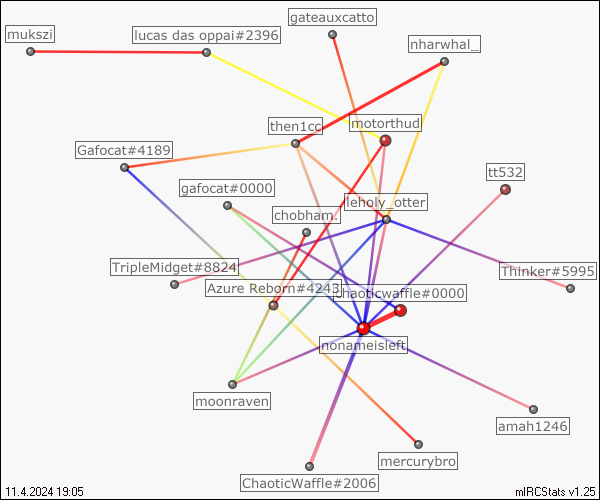 gateauxcatto
mukszi
lucas das oppai#2396
nharwhal_
then1cc
motorthud
Gafocat#4189
tt532
gafocat#0000
leholy_otter
chobham.
TripleMidget#8824
Thinker#5995
Azure Reborn#4243
chaoticwaffle#0000
nonameisleft
moonraven
amah1246
mercurybro
ChaoticWaffle#2006
11.4.2024 19:05
mIRCStats v1.25